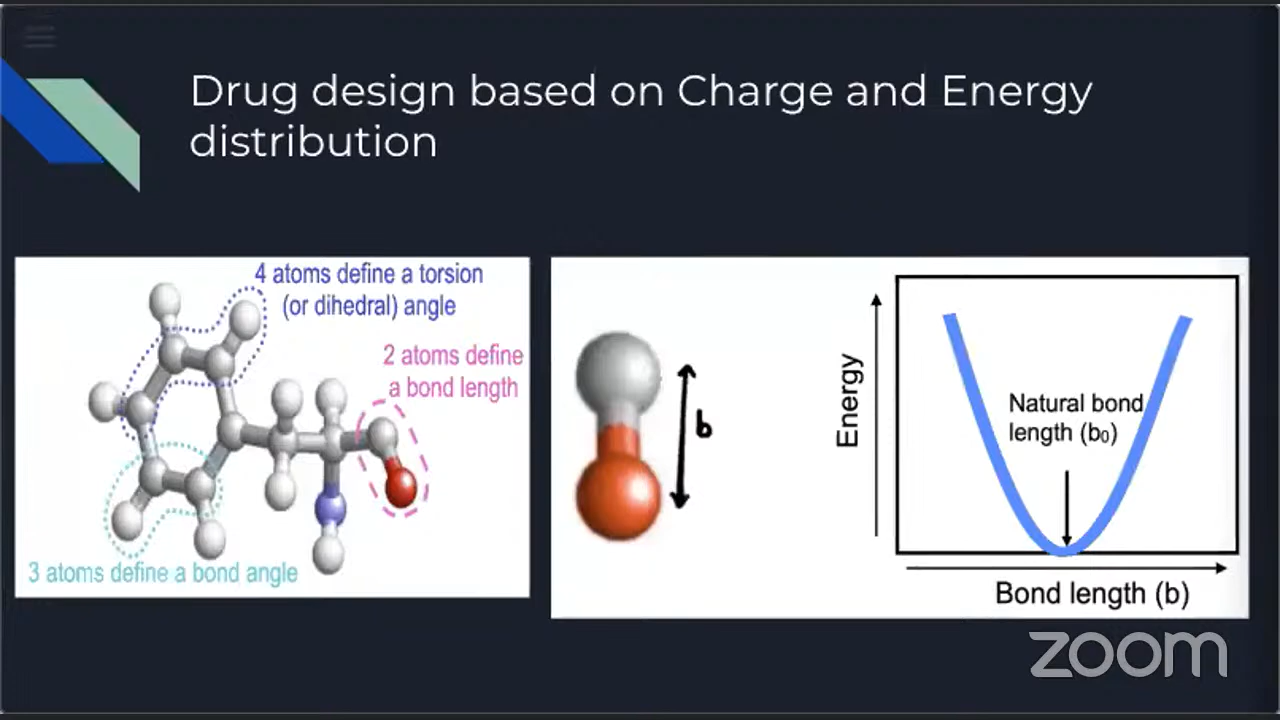 Drug design based on Charge and Energy
distribution
4 atoms define a torsion
(or dihedral) angle
2 atoms define
a bond length
3 atoms define a bond angle
b
Energy
Natural bond
length (b₀)
Bond length (b)
zoom